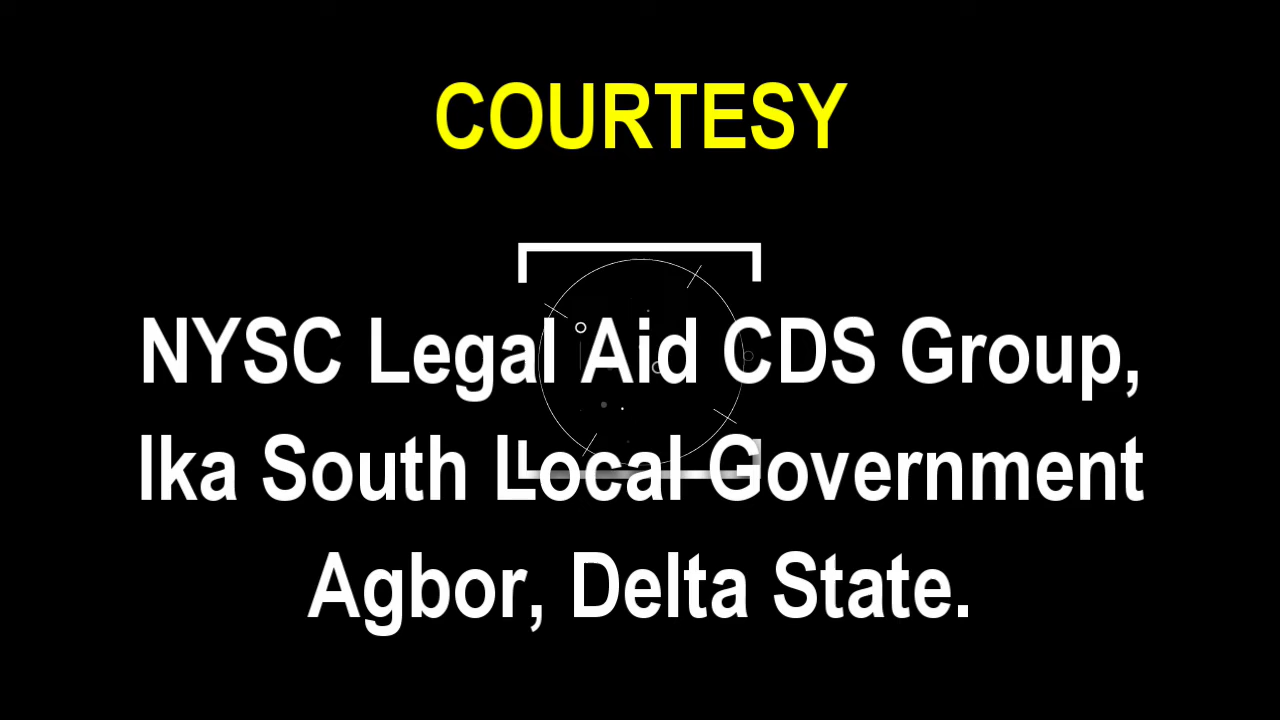 COURTESY
NYSC Legal Aid CDS Group,
Ika South Local Government
Agbor, Delta State.